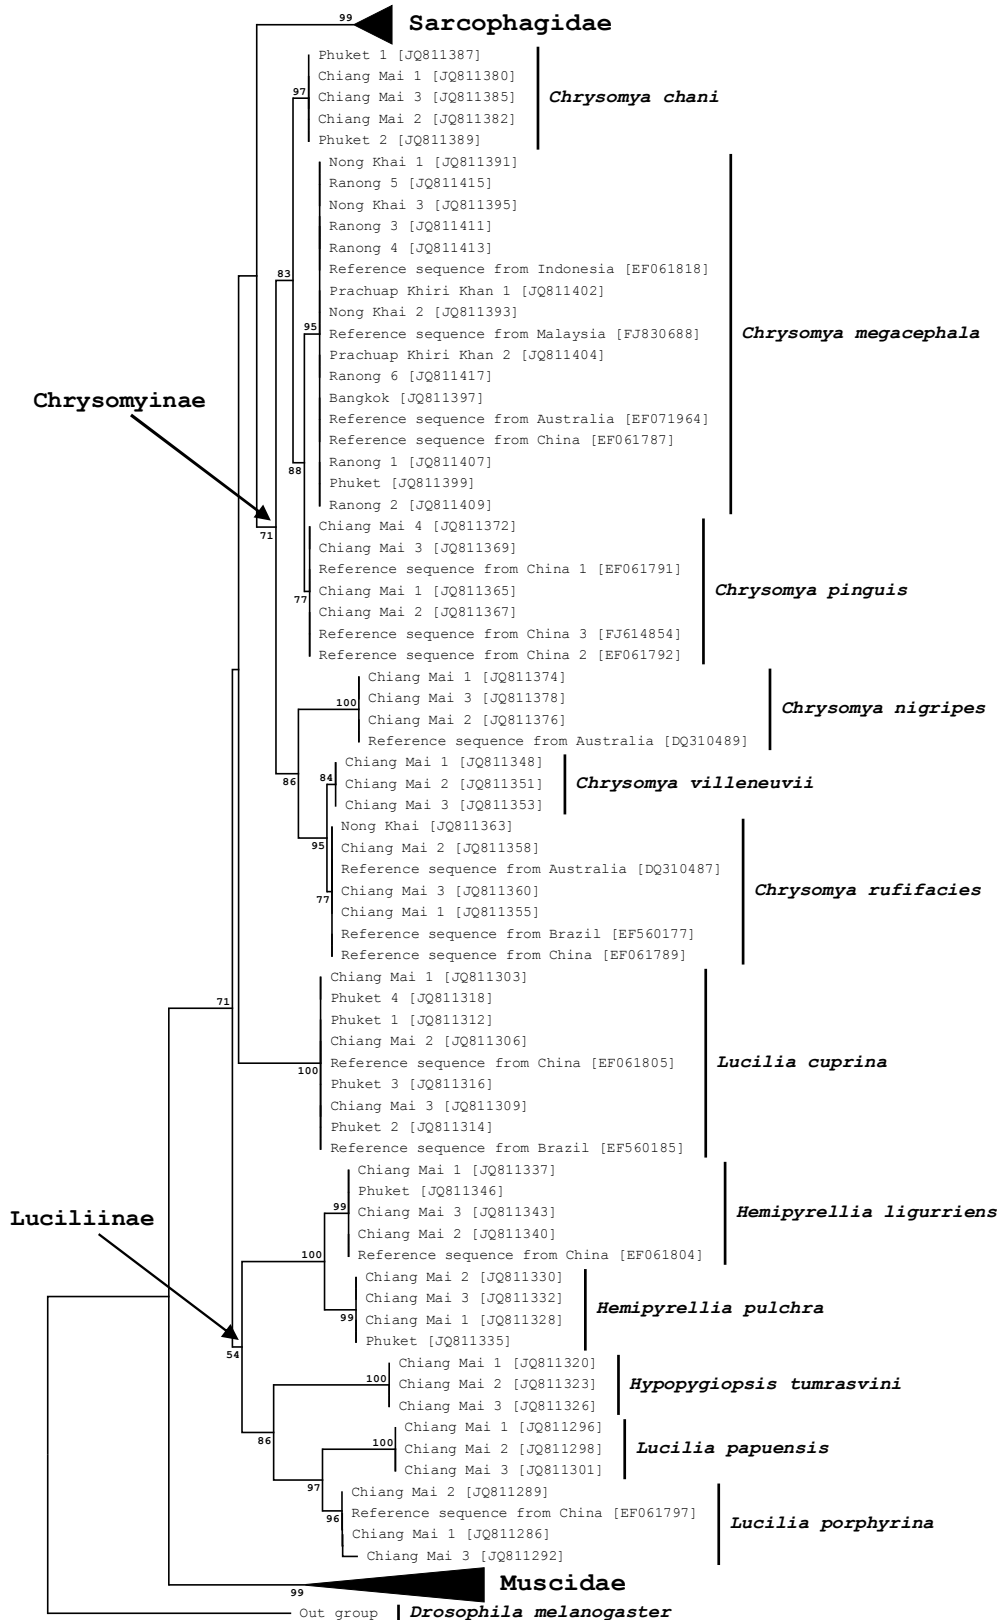 99
Sarcophagidae
Phuket 1 [JQ811387]
Chiang Mai 1 [JQ811380]
97
Chiang Mai 3 [JQ811385]
Chrysomya chani
Chiang Mai 2 [JQ811382]
Phuket 2 [JQ811389]
Nong Khai 1 [JQ811391]
Ranong 5 [JQ811415]
Nong Khai 3 [JQ811395]
Ranong 3 [JQ811411]
Ranong 4 [JQ811413]
83
Reference sequence from Indonesia [EF061818]
Prachuap Khiri Khan 1 [JQ811402]
Nong Khai 2 [JQ811393]
95
Reference sequence from Malaysia [FJ830688]
Chrysomya megacephala
Prachuap Khiri Khan 2 [JQ811404]
Ranong 6 [JQ811417]
Chrysomyinae
Bangkok [JQ811397]
Reference sequence from Australia [EF071964]
Reference sequence from China [EF061787]
Ranong 1 [JQ811407]
88
Phuket [JQ811399]
Ranong 2 [JQ811409]
Chiang Mai 4 [JQ811372]
71
Chiang Mai 3 [JQ811369]
Reference sequence from China 1 [EF061791]
Chiang Mai 1 [JQ811365]
Chrysomya pinguis
77
Chiang Mai 2 [JQ811367]
Reference sequence from China 3 [FJ614854]
Reference sequence from China 2 [EF061792]
Chiang Mai 1 [JQ811374]
100
Chiang Mai 3 [JQ811378]
Chrysomya nigripes
Chiang Mai 2 [JQ811376]
Reference sequence from Australia [DQ310489]
Chiang Mai 1 [JQ811348]
86
84
Chiang Mai 2 [JQ811351]
Chrysomya villeneuvii
Chiang Mai 3 [JQ811353]
Nong Khai [JQ811363]
95
Chiang Mai 2 [JQ811358]
Reference sequence from Australia [DQ310487]
Chiang Mai 3 [JQ811360]
Chrysomya rufifacies
77
Chiang Mai 1 [JQ811355]
Reference sequence from Brazil [EF560177]
Reference sequence from China [EF061789]
Chiang Mai 1 [JQ811303]
71
Phuket 4 [JQ811318]
Phuket 1 [JQ811312]
Chiang Mai 2 [JQ811306]
Reference sequence from China [EF061805]
Lucilia cuprina
100
Phuket 3 [JQ811316]
Chiang Mai 3 [JQ811309]
Phuket 2 [JQ811314]
Reference sequence from Brazil [EF560185]
Chiang Mai 1 [JQ811337]
Phuket [JQ811346]
99
Luciliinae
Chiang Mai 3 [JQ811343]
Hemipyrellia ligurriens
Chiang Mai 2 [JQ811340]
100
Reference sequence from China [EF061804]
Chiang Mai 2 [JQ811330]
Chiang Mai 3 [JQ811332]
Hemipyrellia pulchra
99
Chiang Mai 1 [JQ811328]
Phuket [JQ811335]
54
Chiang Mai 1 [JQ811320]
100
Chiang Mai 2 [JQ811323]
Hypopygiopsis tumrasvini
Chiang Mai 3 [JQ811326]
Chiang Mai 1 [JQ811296]
86
100
Chiang Mai 2 [JQ811298]
Lucilia papuensis
Chiang Mai 3 [JQ811301]
97
Chiang Mai 2 [JQ811289]
Reference sequence from China [EF061797]
96
Lucilia porphyrina
Chiang Mai 1 [JQ811286]
Chiang Mai 3 [JQ811292]
Muscidae
99
Out group
Drosophila melanogaster